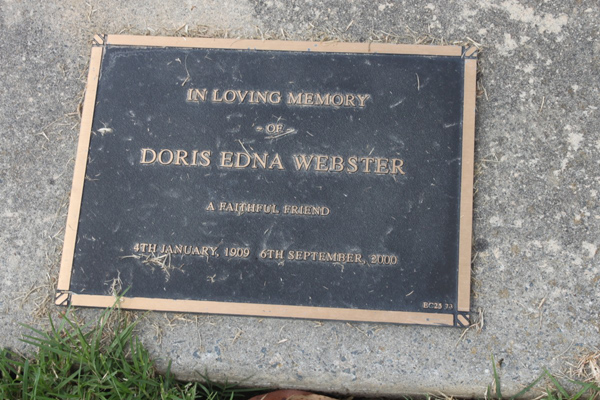 IN LOVING MEMORY
- OF -
DORIS EDNA WEBSTER
A FAITHFUL FRIEND
4TH JANUARY, 1909 6TH SEPTEMBER, 2000